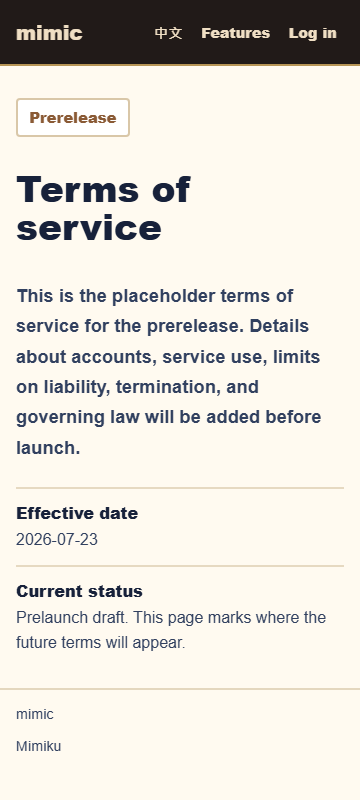 mimic
中文
Features
Log in
Prerelease
Terms of
service
This is the placeholder terms of
service for the prerelease. Details
about accounts, service use, limits
on liability, termination, and
governing law will be added before
launch.
Effective date
2026-07-23
Current status
Prelaunch draft. This page marks where the
future terms will appear.
mimic
Mimiku